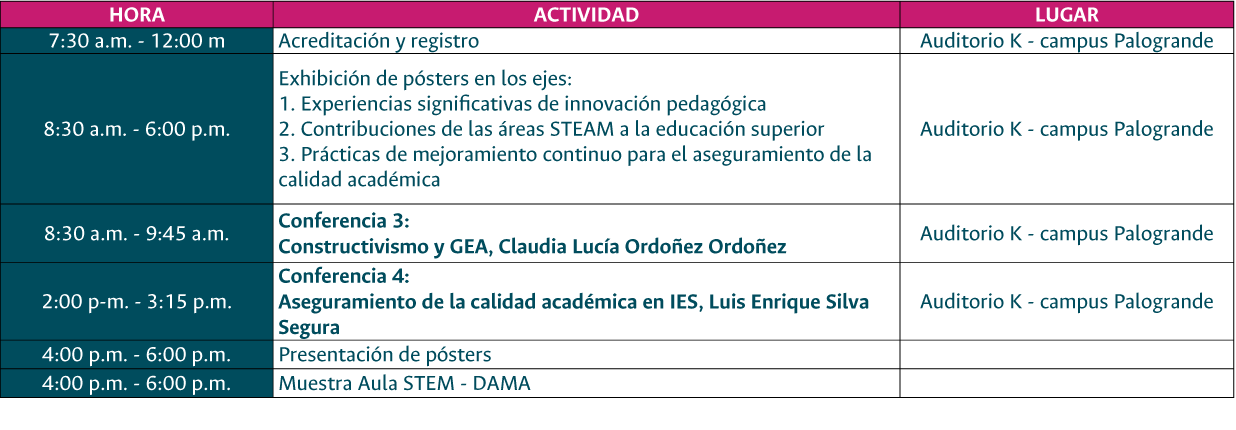 HORA ACTIVIDAD LUGAR
7:30 a.m. - 12:00 m Acreditación y registro Auditorio K - campus Palogrande
8:30 a.m. - 6:00 p.m.
Exhibición de pósters en los ejes:
1. Experiencias significativas de innovación pedagógica
2. Contribuciones de las áreas STEAM a la educación superior
3. Prácticas de mejoramiento continuo para el aseguramiento de la
calidad académica
Auditorio K - campus Palogrande
8:30 a.m. - 9:45 a.m.
Conferencia 3:
Constructivismo y GEA, Claudia Lucía Ordoñez Ordoñez
Auditorio K - campus Palogrande
2:00 p-m. - 3:15 p.m.
Conferencia 4:
Aseguramiento de la calidad académica en IES, Luis Enrique Silva
Segura
Auditorio K - campus Palogrande
4:00 p.m. - 6:00 p.m. Presentación de pósters
4:00 p.m. - 6:00 p.m. Muestra Aula STEM - DAMA